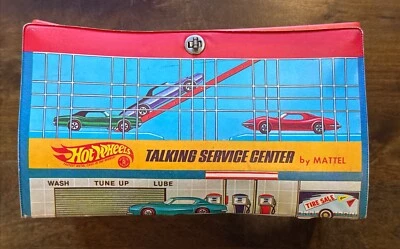 Hot Wheels TALKING SERVICE CENTER by MATTEL
WASH TUNE UP LUBE
TIRE SALE